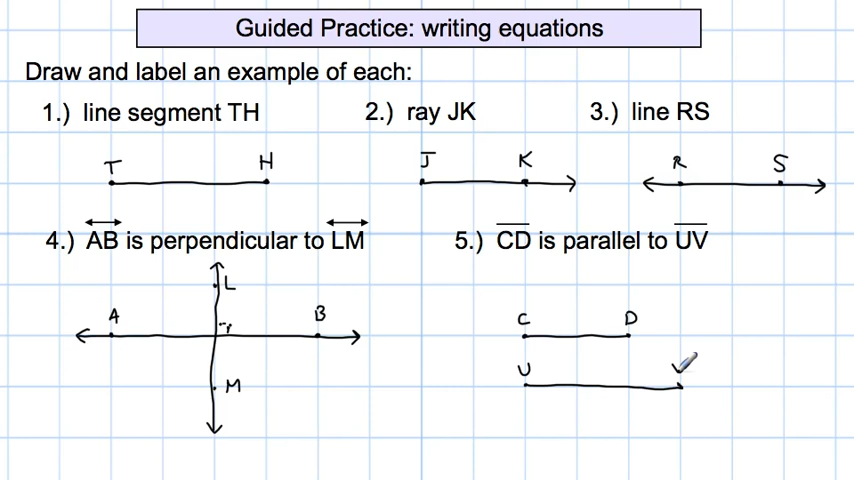 Guided Practice: writing equations
Draw and label an example of each:
1.) line segment TH 2.) ray JK 3.) line RS
T H J K R S
4.) AB is perpendicular to LM 5.) CD is parallel to UV
L
A B C D
U V
M